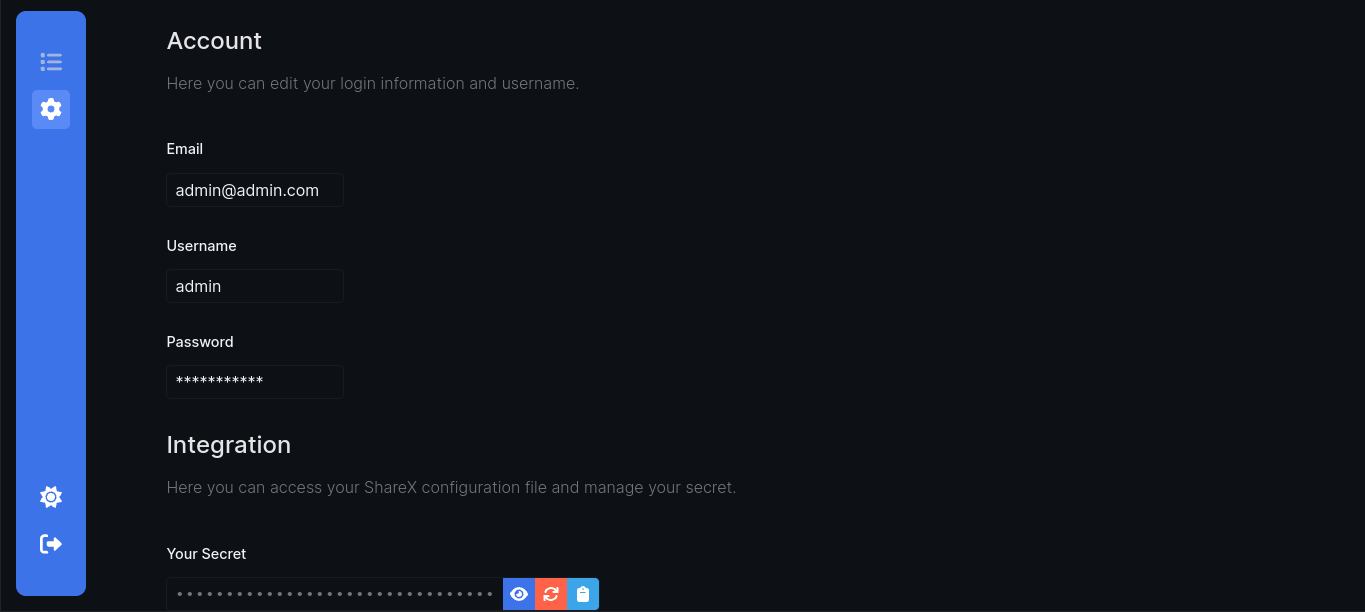 Account
Here you can edit your login information and username.
Email
admin@admin.com
Username
admin
Password
***********
Integration
Here you can access your ShareX configuration file and manage your secret.
Your Secret
••••••••••••••••••••••••••••••••